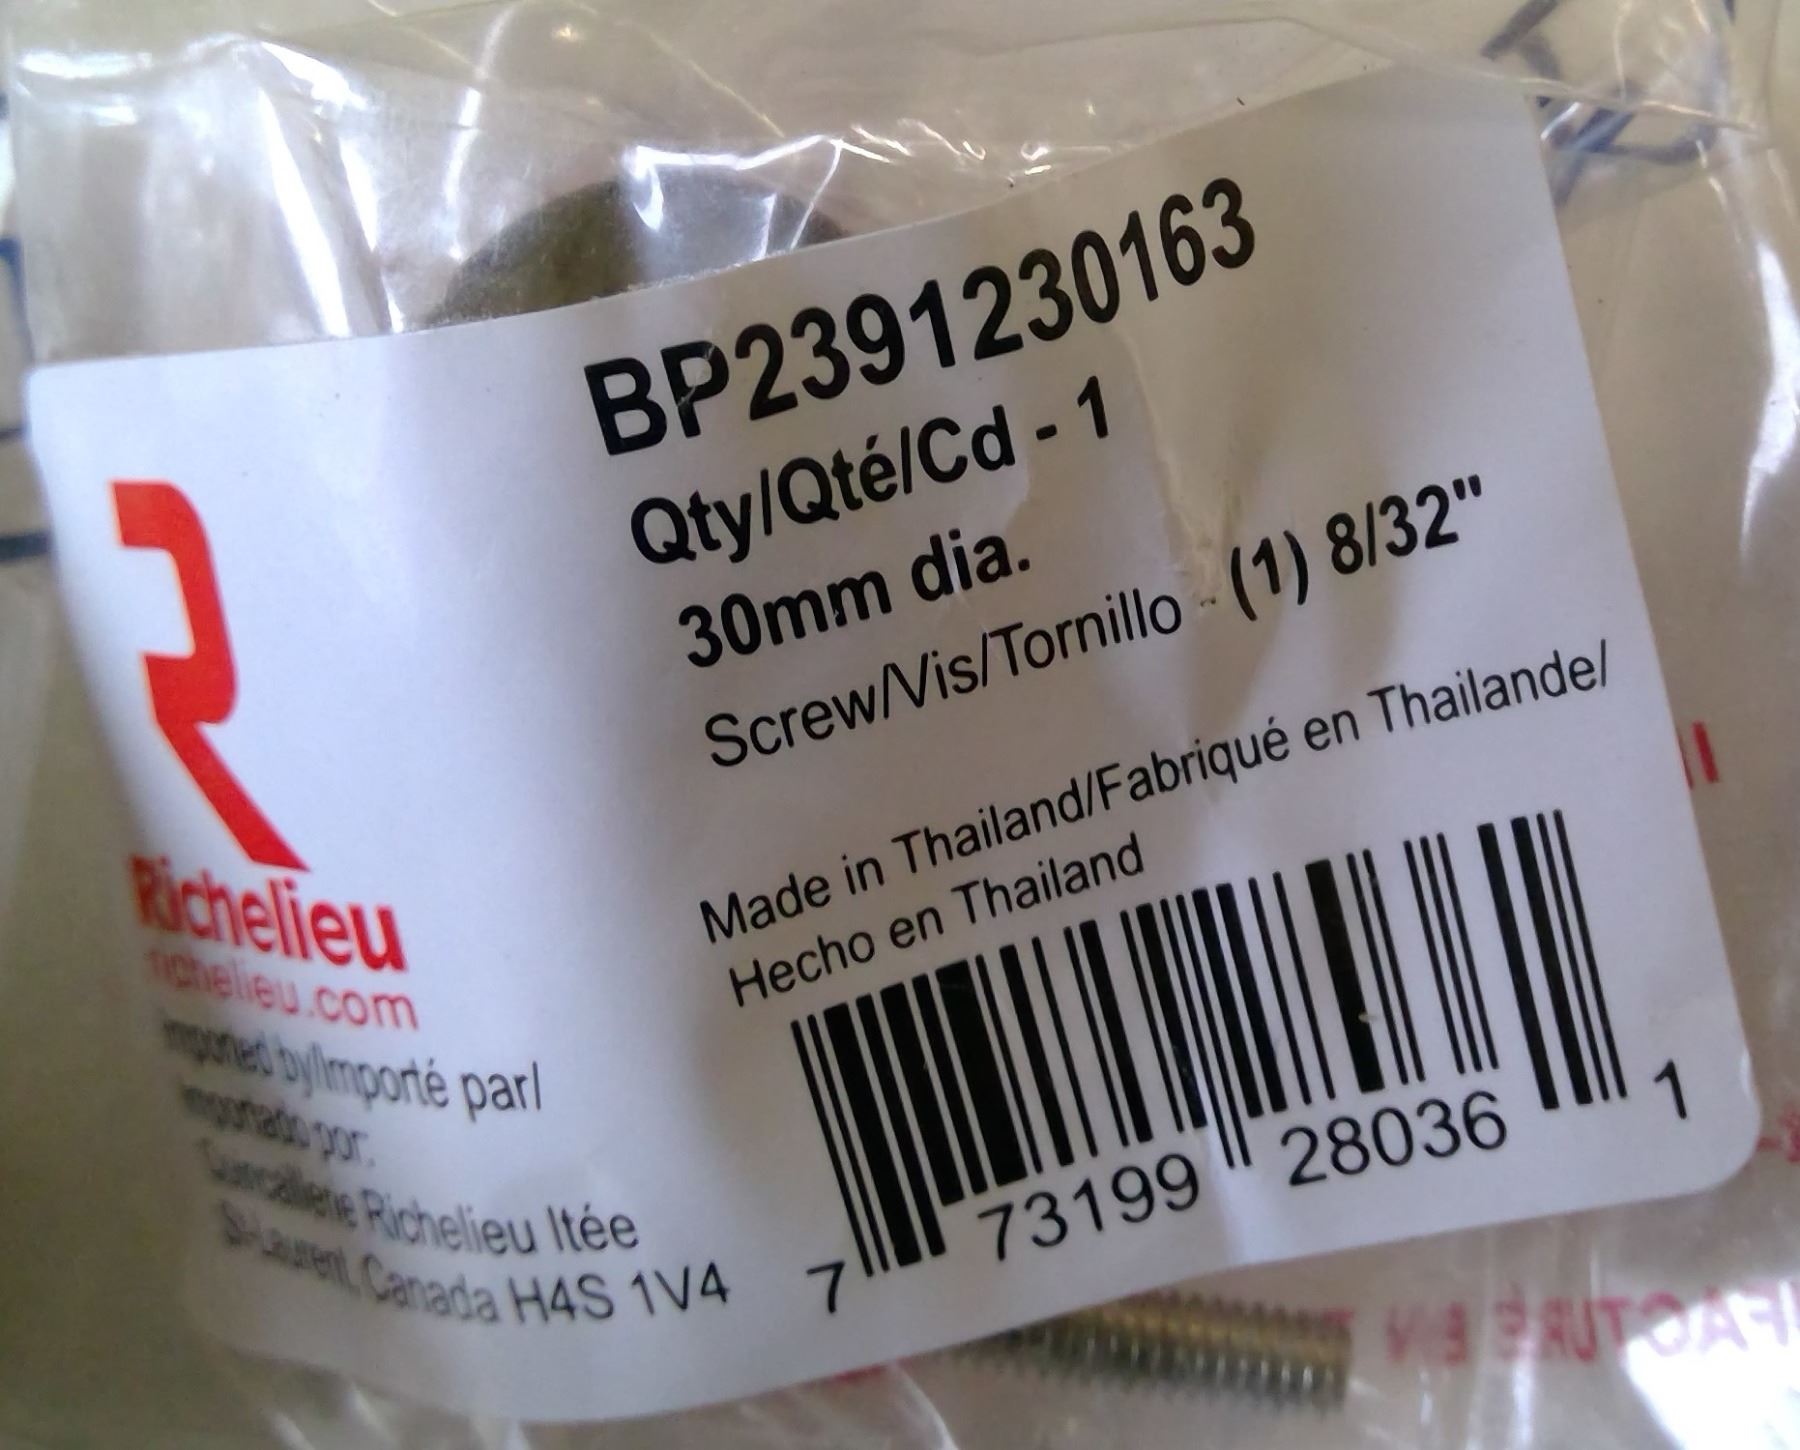 BP2391230163
Qty/Qté/Cd - 1
30mm dia.
Screw/Vis/Tornillo - (1) 8/32"
Made in Thailand/Fabriqué en Thailande/
Hecho en Thailand
7 73199 28036 1
Richelieu
richelieu.com
Imported by/Importé par/
Importado por:
Quincaillerie Richelieu ltée
St-Laurent, Canada H4S 1V4